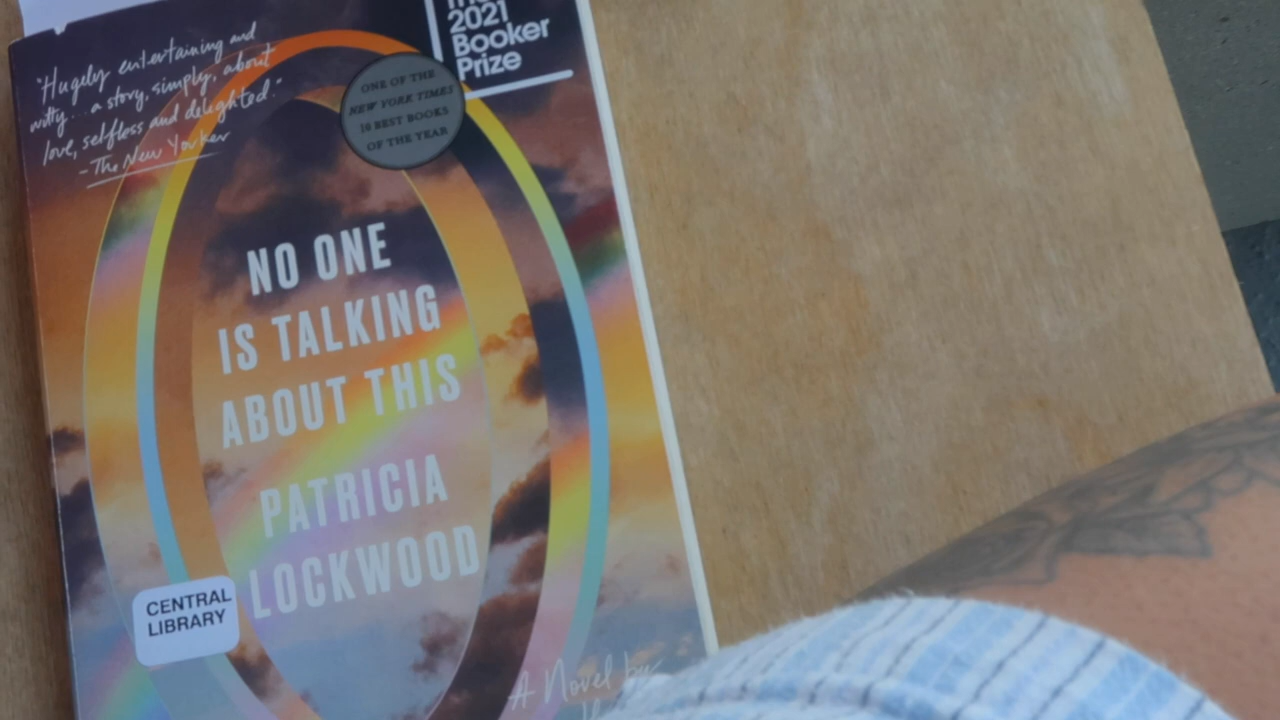 "Hugely entertaining and
witty... a story, simply, about
love, selfless and delighted."
-The New Yorker
2021
Booker
Prize
ONE OF THE
NEW YORK TIMES
10 BEST BOOKS
OF THE YEAR
NO ONE
IS TALKING
ABOUT THIS
PATRICIA
LOCKWOOD
CENTRAL
LIBRARY
A Novel by